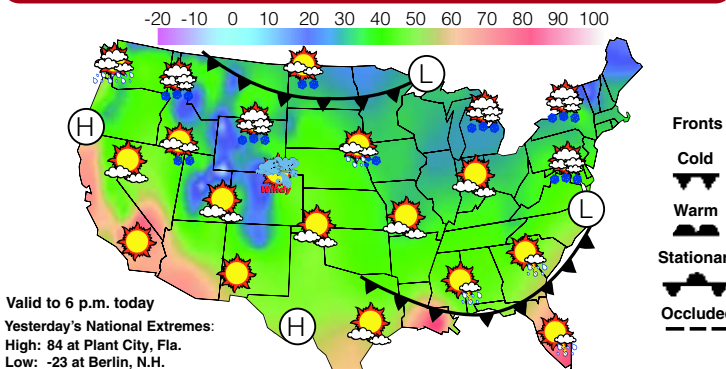 -20 -10 0 10 20 30 40 50 60 70 80 90 100
L
H
Windy
L
H
Fronts
Cold
Warm
Stationar
Occlude
Valid to 6 p.m. today
Yesterday's National Extremes:
High: 84 at Plant City, Fla.
Low: -23 at Berlin, N.H.